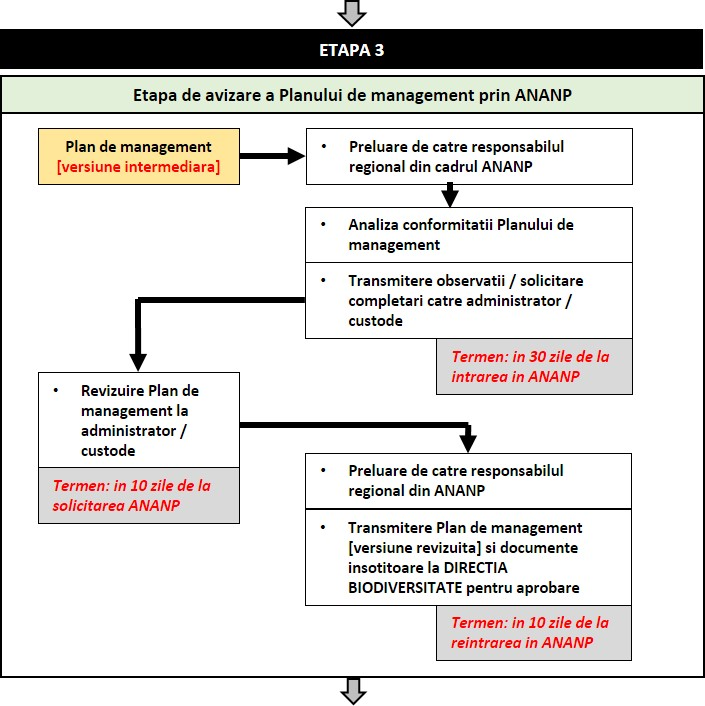 ETAPA 3
Etapa de avizare a Planului de management prin ANANP
Plan de management
[versiune intermediara]
• Preluare de catre responsabilul
regional din cadrul ANANP
• Analiza conformitatii Planului de
management
• Transmitere observatii / solicitare
completari catre administrator /
custode
Termen: in 30 zile de la
intrarea in ANANP
• Revizuire Plan de
management la
administrator /
custode
Termen: in 10 zile de la
solicitarea ANANP
• Preluare de catre responsabilul
regional din ANANP
• Transmitere Plan de management
[versiune revizuita] si documente
insotitoare la DIRECTIA
BIODIVERSITATE pentru aprobare
Termen: in 10 zile de la
reintrarea in ANANP